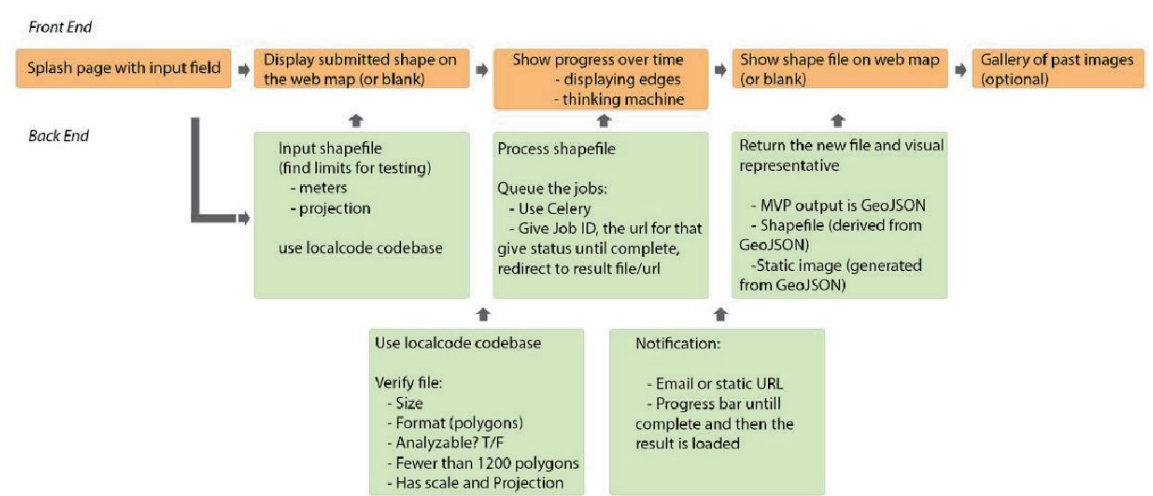 Front End
Splash page with input field
Display submitted shape on
the web map (or blank)
Show progress over time
- displaying edges
- thinking machine
Show shape file on web map
(or blank)
Gallery of past images
(optional)
Back End
Input shapefile
(find limits for testing)
- meters
- projection
use localcode codebase
Process shapefile
Queue the jobs:
- Use Celery
- Give Job ID, the url for that
give status until complete,
redirect to result file/url
Return the new file and visual
representative
- MVP output is GeoJSON
- Shapefile (derived from
GeoJSON)
-Static image (generated
from GeoJSON)
Use localcode codebase
Verify file:
- Size
- Format (polygons)
- Analyzable? T/F
- Fewer than 1200 polygons
- Has scale and Projection
Notification:
- Email or static URL
- Progress bar untill
complete and then the
result is loaded